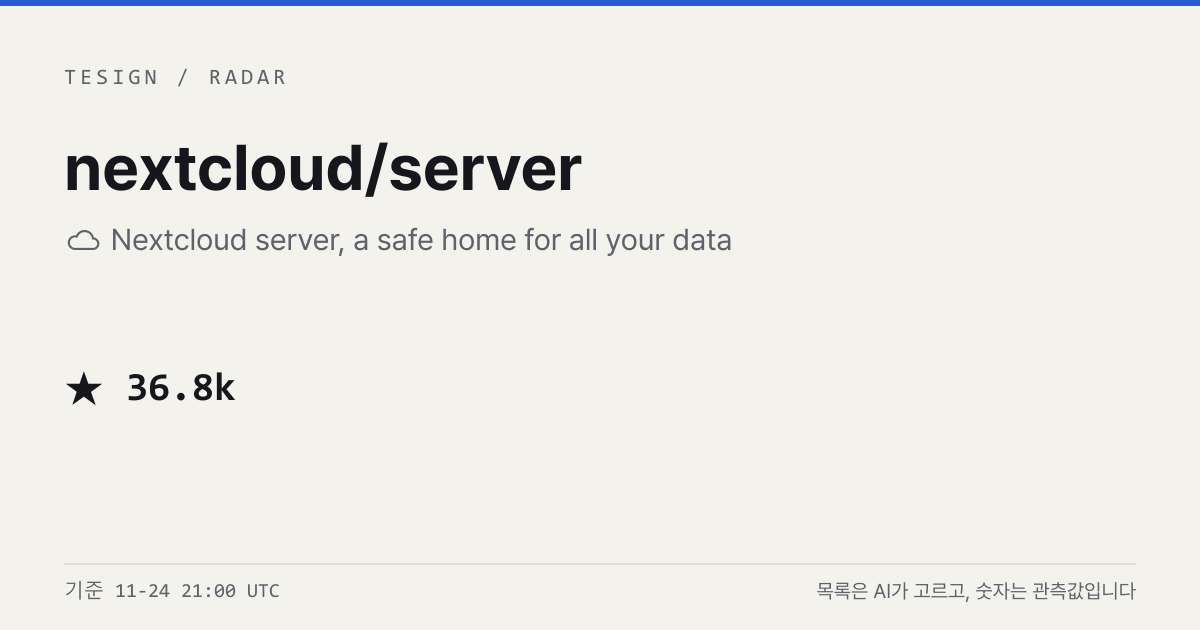 TESIGN / RADAR
nextcloud/server
☁ Nextcloud server, a safe home for all your data
★ 36.8k
기준 11-24 21:00 UTC
목록은 AI가 고르고, 숫자는 관측값입니다